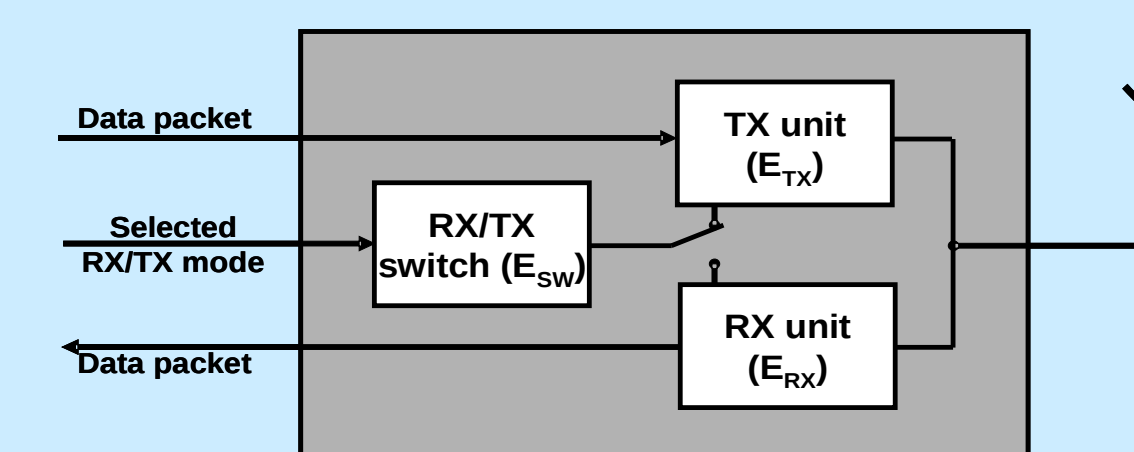 Data packet
TX unit
(E_TX)
Selected
RX/TX mode
RX/TX
switch (E_SW)
Data packet
RX unit
(E_RX)